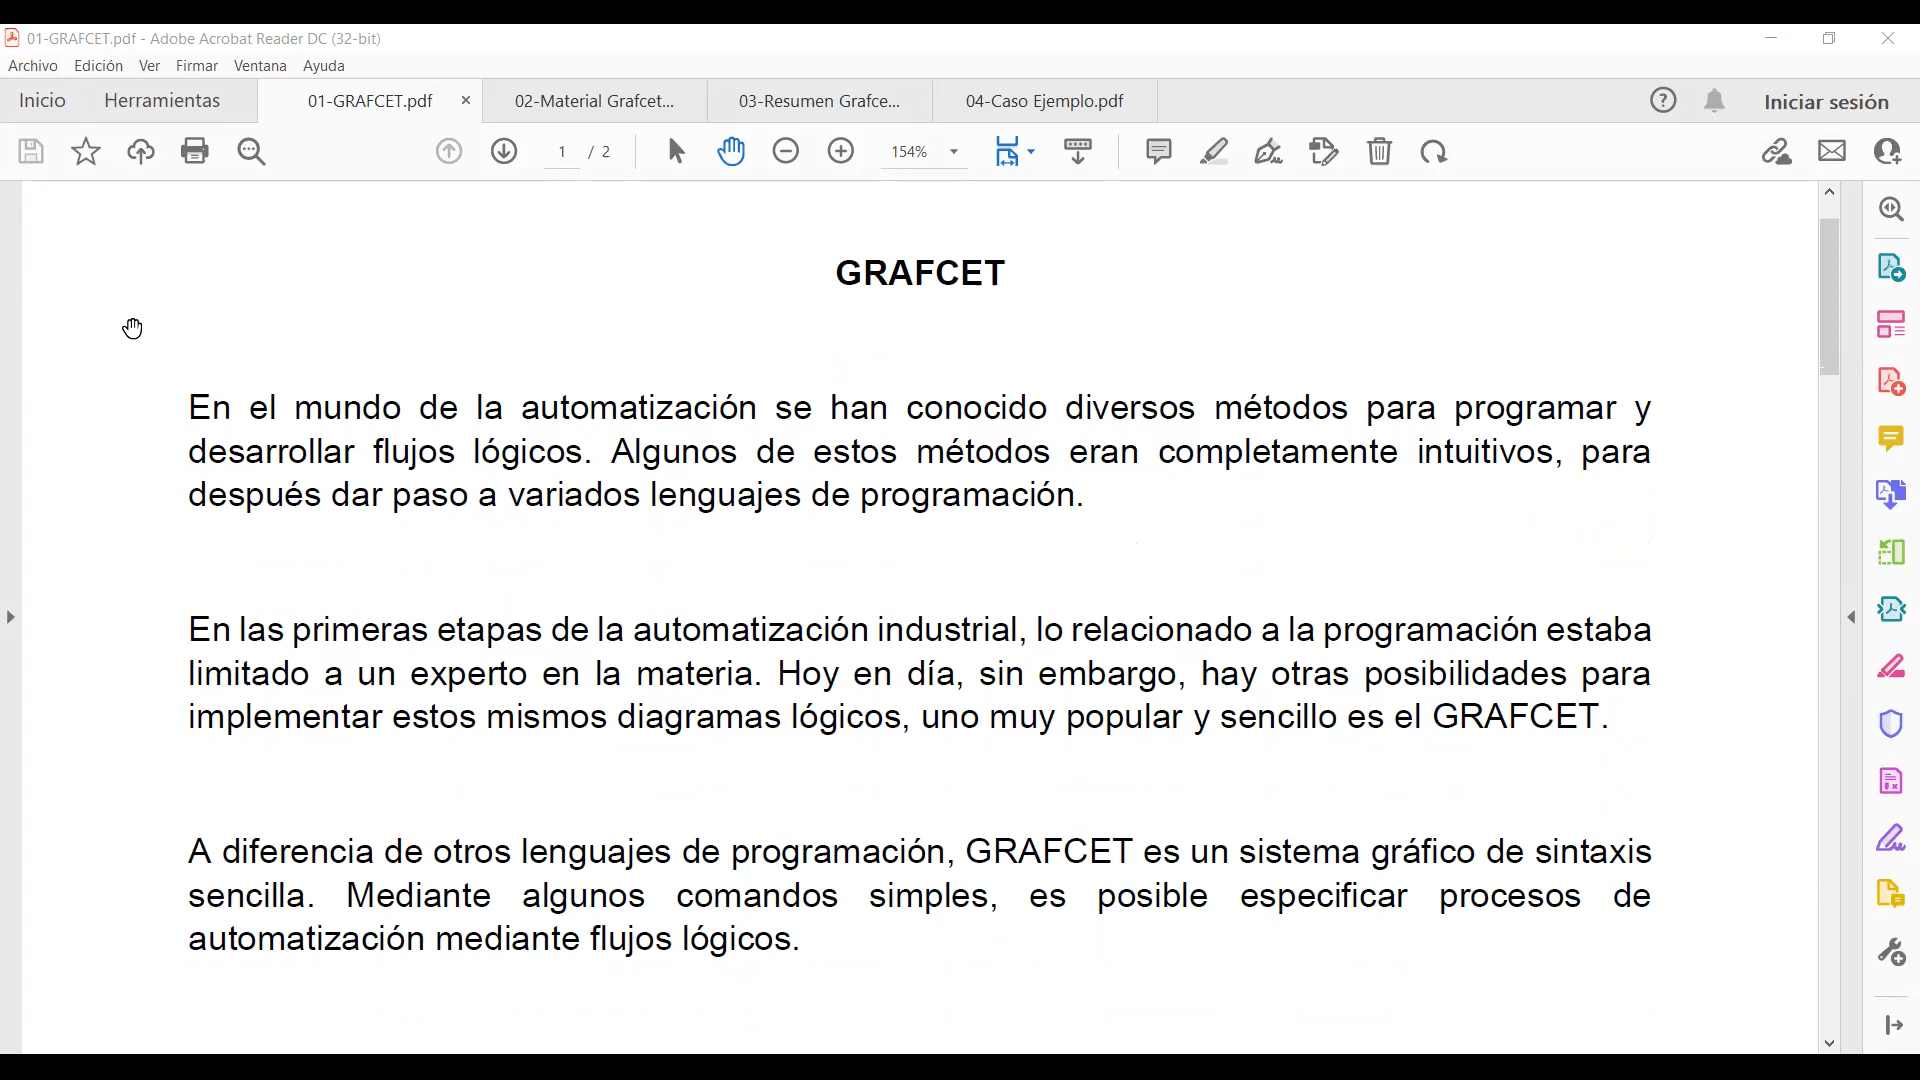 01-GRAFCET.pdf - Adobe Acrobat Reader DC (32-bit)
Archivo Edición Ver Firmar Ventana Ayuda
Inicio Herramientas 01-GRAFCET.pdf × 02-Material Grafcet... 03-Resumen Grafce... 04-Caso Ejemplo.pdf Iniciar sesión
1 / 2 154%
GRAFCET
En el mundo de la automatización se han conocido diversos métodos para programar y
desarrollar flujos lógicos. Algunos de estos métodos eran completamente intuitivos, para
después dar paso a variados lenguajes de programación.
En las primeras etapas de la automatización industrial, lo relacionado a la programación estaba
limitado a un experto en la materia. Hoy en día, sin embargo, hay otras posibilidades para
implementar estos mismos diagramas lógicos, uno muy popular y sencillo es el GRAFCET.
A diferencia de otros lenguajes de programación, GRAFCET es un sistema gráfico de sintaxis
sencilla. Mediante algunos comandos simples, es posible especificar procesos de
automatización mediante flujos lógicos.